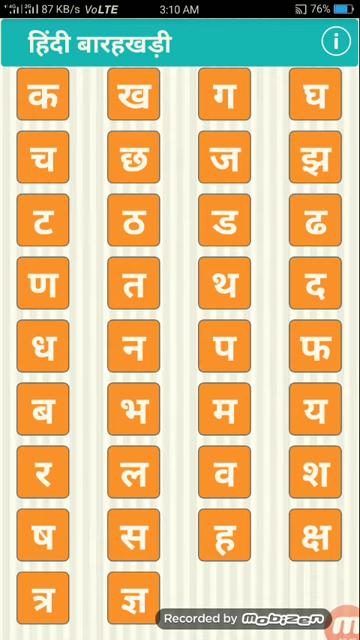 87 KB/s VoLTE 3:10 AM 76%
हिंदी बारहखड़ी i
क ख ग घ
च छ ज झ
ट ठ ड ढ
ण त थ द
ध न प फ
ब भ म य
र ल व श
ष स ह क्ष
त्र ज्ञ
Recorded by Mobizen